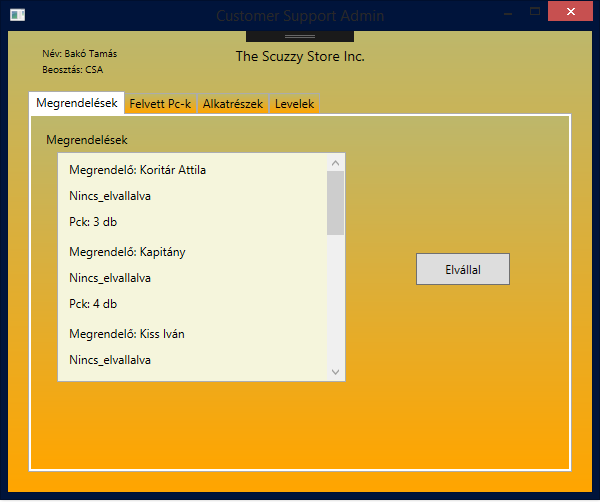 Customer Support Admin
Név: Bakó Tamás
Beosztás: CSA
The Scuzzy Store Inc.
Megrendelések Felvett Pc-k Alkatrészek Levelek
Megrendelések
Megrendelő: Koritár Attila
Nincs_elvallalva
Pck: 3 db
Megrendelő: Kapitány
Nincs_elvallalva
Pck: 4 db
Megrendelő: Kiss Iván
Nincs_elvallalva
Elvállal